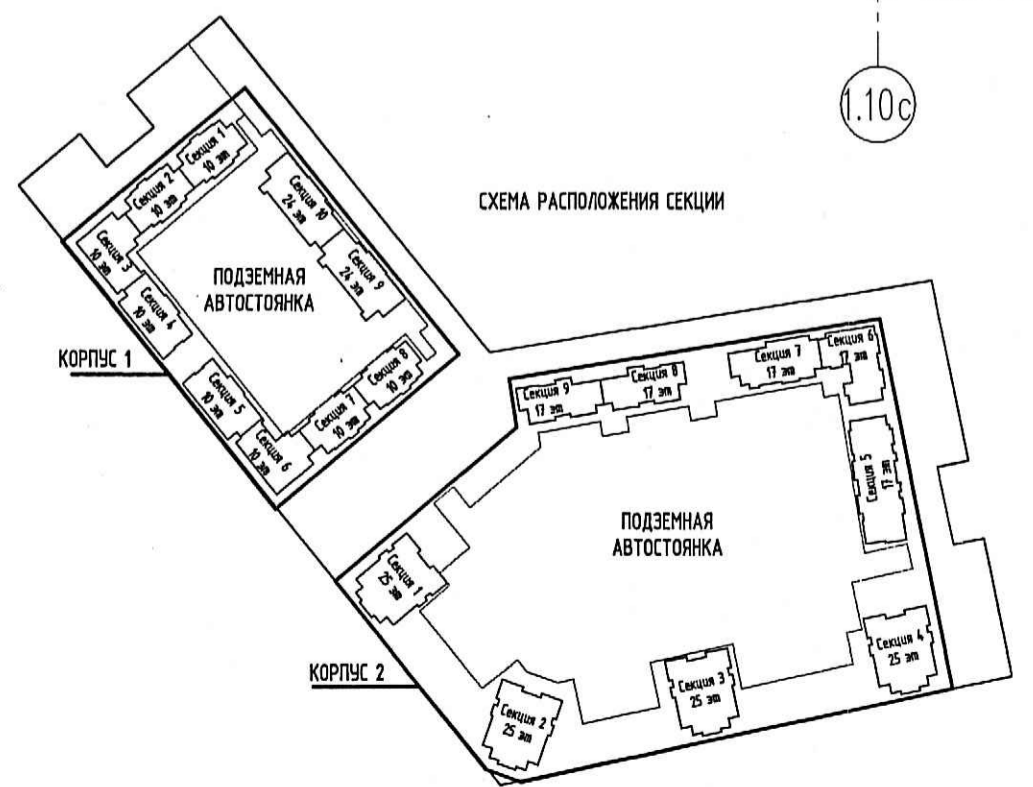 1.10с
СХЕМА РАСПОЛОЖЕНИЯ СЕКЦИИ
Секция 1
10 эт
Секция 2
10 эт
Секция 3
10 эт
Секция 4
10 эт
Секция 5
10 эт
Секция 6
10 эт
Секция 7
10 эт
Секция 8
10 эт
Секция 9
24 эт
Секция 10
24 эт
ПОДЗЕМНАЯ
АВТОСТОЯНКА
КОРПУС 1
Секция 9
17 эт
Секция 8
17 эт
Секция 7
17 эт
Секция 6
17 эт
Секция 5
17 эт
ПОДЗЕМНАЯ
АВТОСТОЯНКА
Секция 1
25 эт
Секция 2
25 эт
Секция 3
25 эт
Секция 4
25 эт
КОРПУС 2